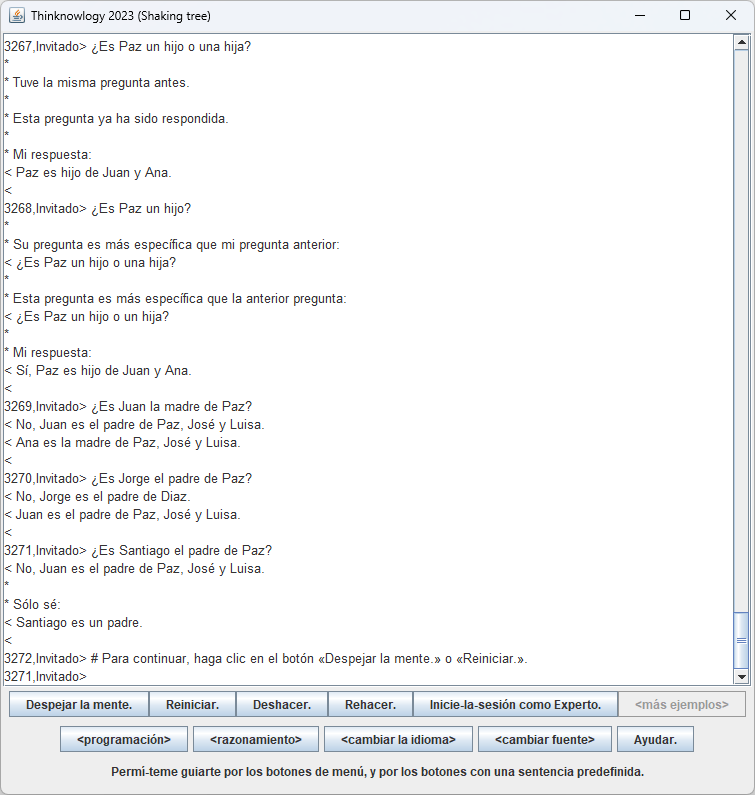 Thinknowlogy 2023 (Shaking tree)
3267,Invitado> ¿Es Paz un hijo o una hija?
*
* Tuve la misma pregunta antes.
*
* Esta pregunta ya ha sido respondida.
*
* Mi respuesta:
< Paz es hijo de Juan y Ana.
<
3268,Invitado> ¿Es Paz un hijo?
*
* Su pregunta es más específica que mi pregunta anterior:
< ¿Es Paz un hijo o una hija?
*
* Esta pregunta es más específica que la anterior pregunta:
< ¿Es Paz un hijo o un hija?
*
* Mi respuesta:
< Sí, Paz es hijo de Juan y Ana.
<
3269,Invitado> ¿Es Juan la madre de Paz?
< No, Juan es el padre de Paz, José y Luisa.
< Ana es la madre de Paz, José y Luisa.
<
3270,Invitado> ¿Es Jorge el padre de Paz?
< No, Jorge es el padre de Diaz.
< Juan es el padre de Paz, José y Luisa.
<
3271,Invitado> ¿Es Santiago el padre de Paz?
< No, Juan es el padre de Paz, José y Luisa.
*
* Sólo sé:
< Santiago es un padre.
<
3272,Invitado> # Para continuar, haga clic en el botón «Despejar la mente.» o «Reiniciar.».
3271,Invitado>
Despejar la mente. Reiniciar. Deshacer. Rehacer. Inicie-la-sesión como Experto. <más ejemplos>
<programación> <razonamiento> <cambiar la idioma> <cambiar fuente> Ayudar.
Permí-teme guiarte por los botones de menú, y por los botones con una sentencia predefinida.